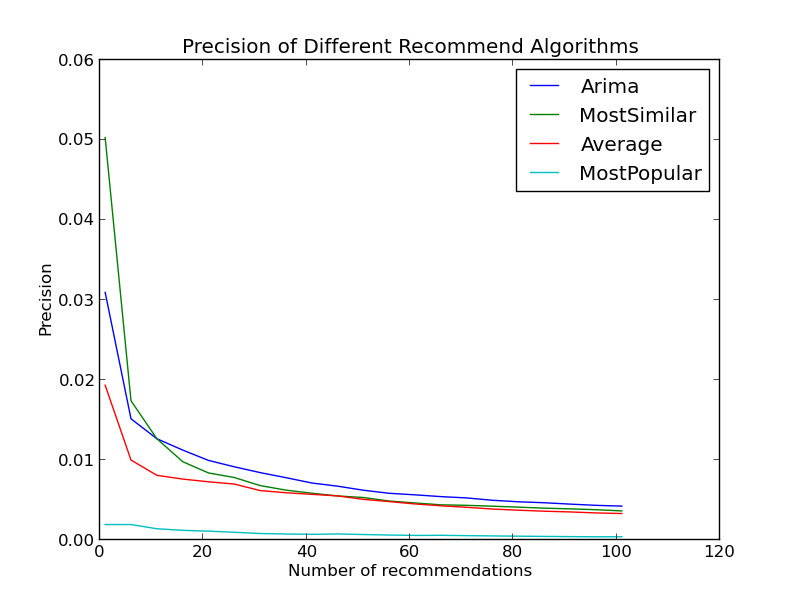 Precision of Different Recommend Algorithms
0.06
0.05
0.04
0.03
0.02
0.01
0.00
Precision
Arima
MostSimilar
Average
MostPopular
0 20 40 60 80 100 120
Number of recommendations